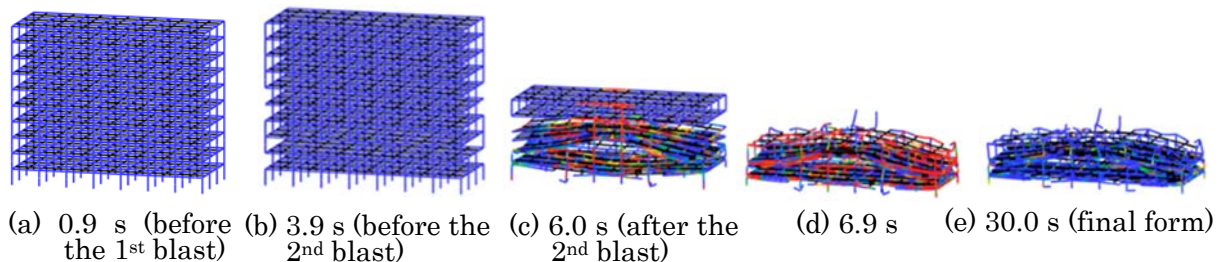 (a) 0.9 s (before the 1st blast)
(b) 3.9 s (before the 2nd blast)
(c) 6.0 s (after the 2nd blast)
(d) 6.9 s
(e) 30.0 s (final form)